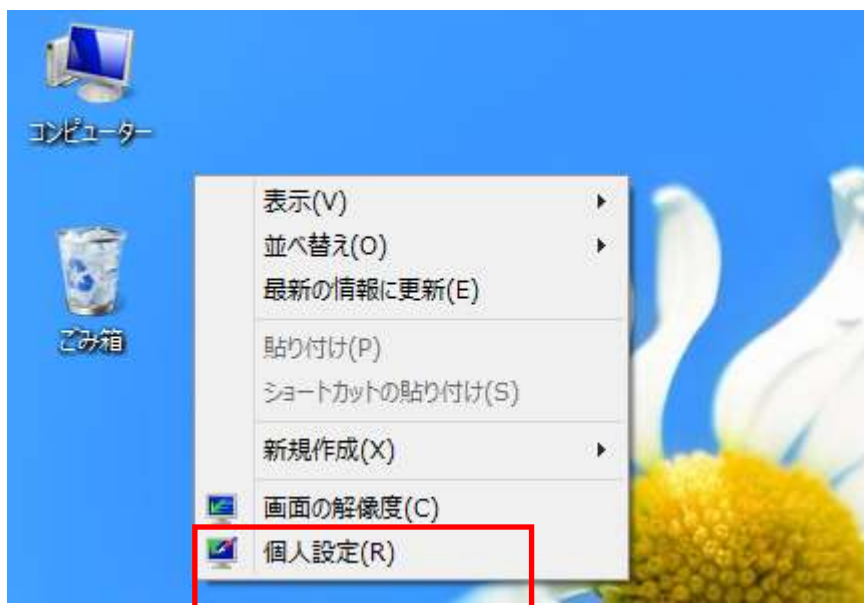 コンピューター
ごみ箱
表示(V)
並べ替え(O)
最新の情報に更新(E)
貼り付け(P)
ショートカットの貼り付け(S)
新規作成(X)
画面の解像度(C)
個人設定(R)